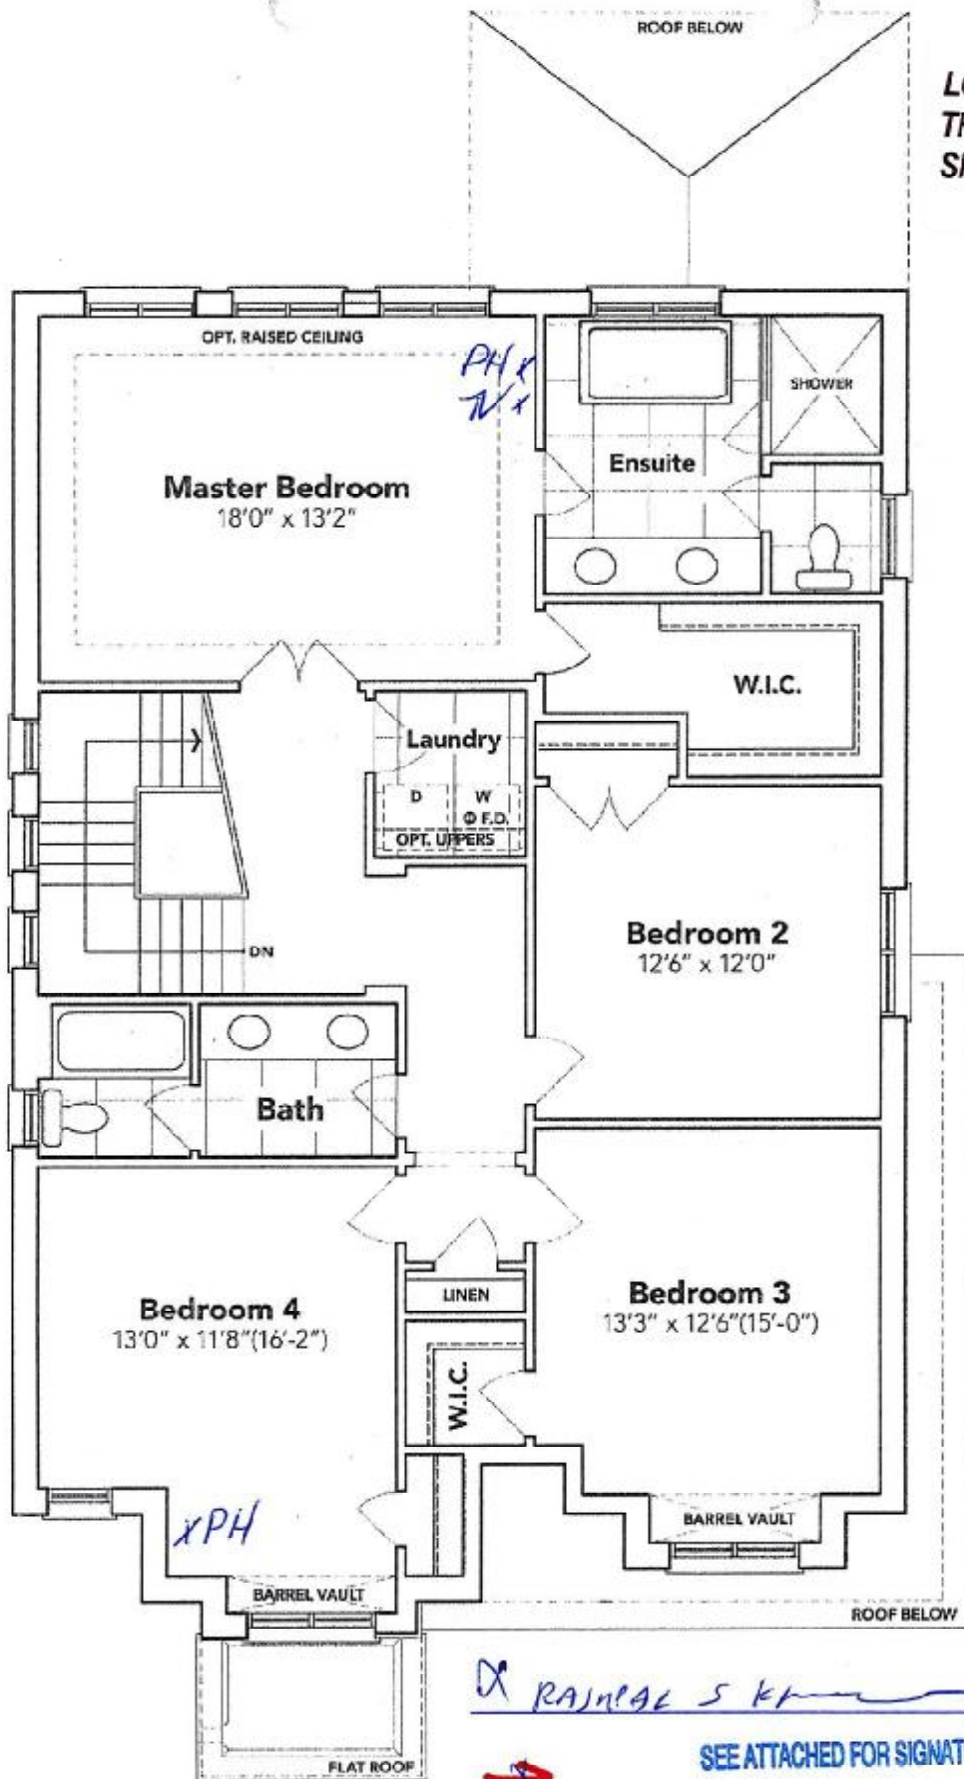 ROOF BELOW
OPT. RAISED CEILING
PH x
TV x
SHOWER
Ensuite
Master Bedroom
18'0" x 13'2"
W.I.C.
Laundry
D W
F.D.
OPT. UPPERS
Bedroom 2
12'6" x 12'0"
DN
Bath
Bedroom 4
13'0" x 11'8"(16'-2")
LINEN
Bedroom 3
13'3" x 12'6"(15'-0")
W.I.C.
xPH
BARREL VAULT
BARREL VAULT
ROOF BELOW
FLAT ROOF
SEE ATTACHED FOR SIGNAT